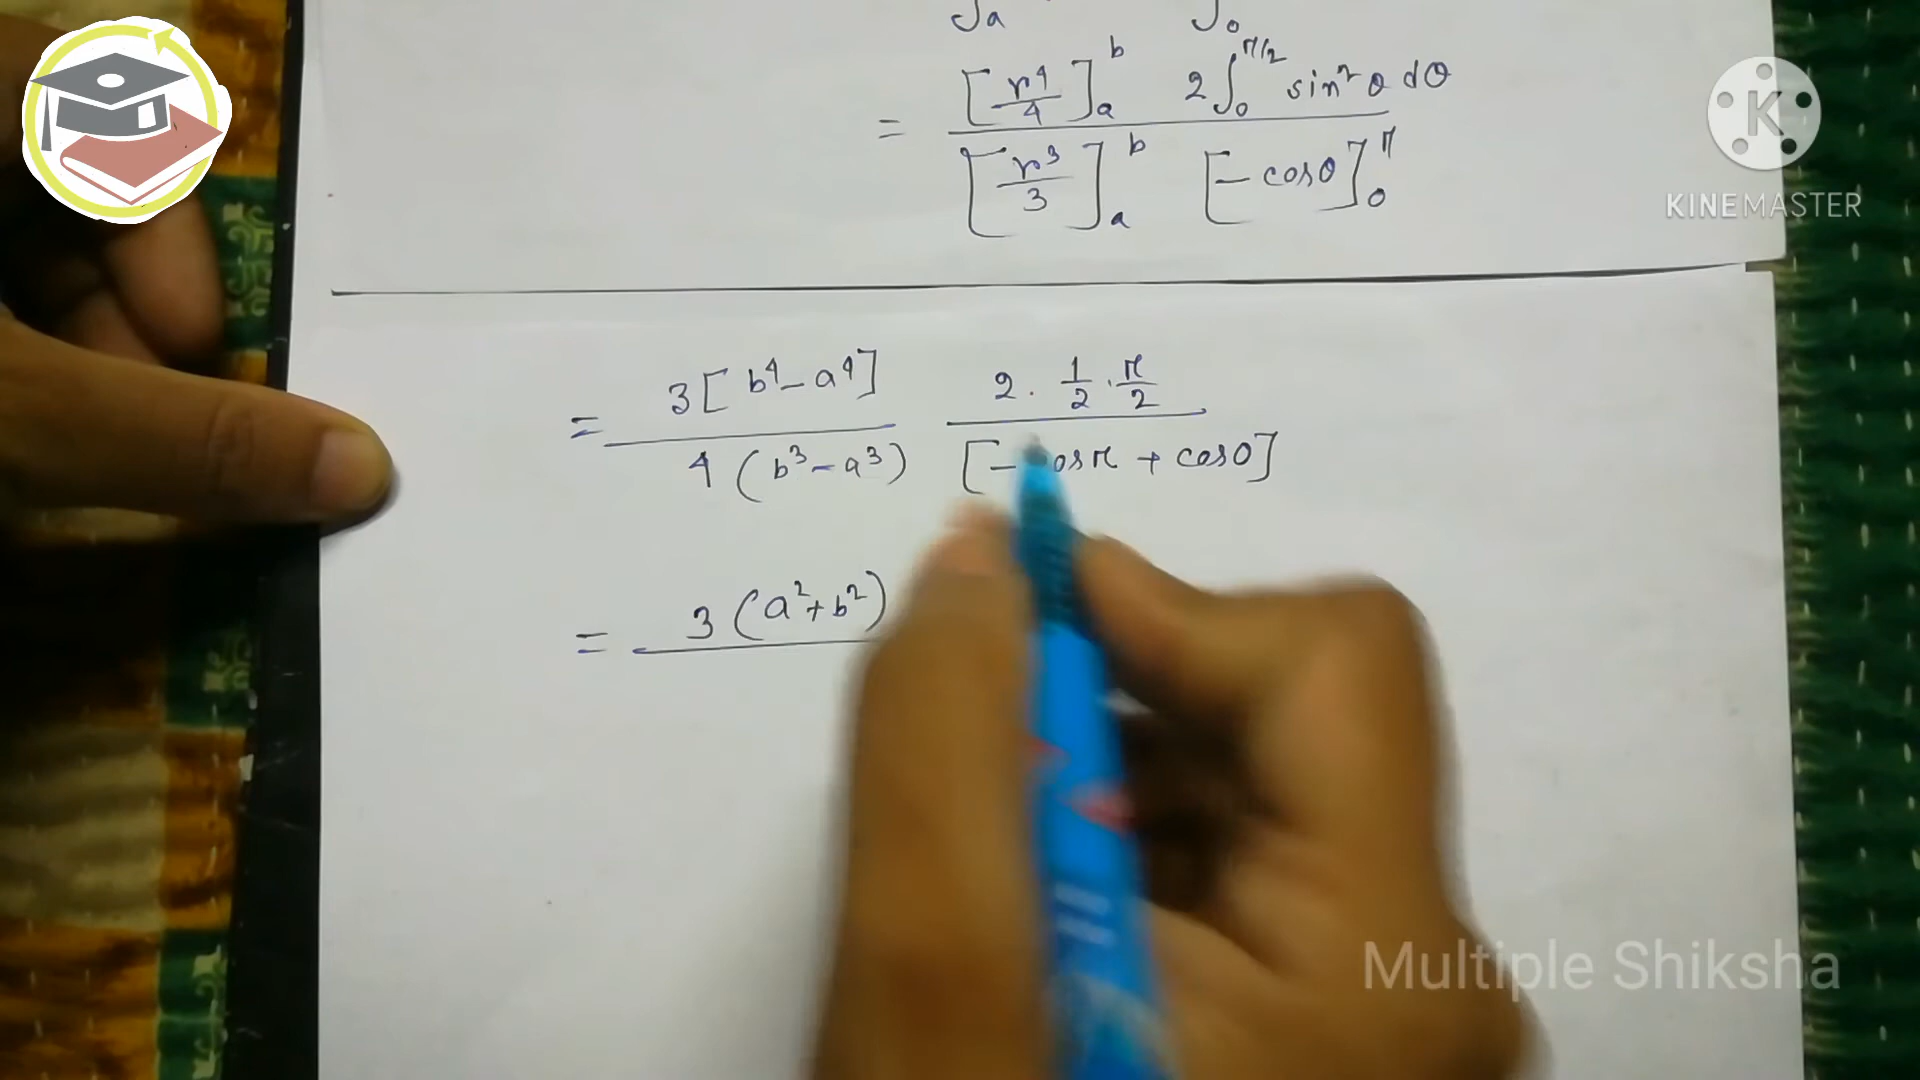 ∫a ∫0
= [r⁴/4]ₐᵇ 2∫₀^(π/2) sin²θ dθ / [r³/3]ₐᵇ [-cosθ]₀^π
= 3[b⁴-a⁴] / 4(b³-a³) 2·1/2·π/2 / [-cosπ + cos0]
= 3(a²+b²)
K
KINEMASTER
Multiple Shiksha